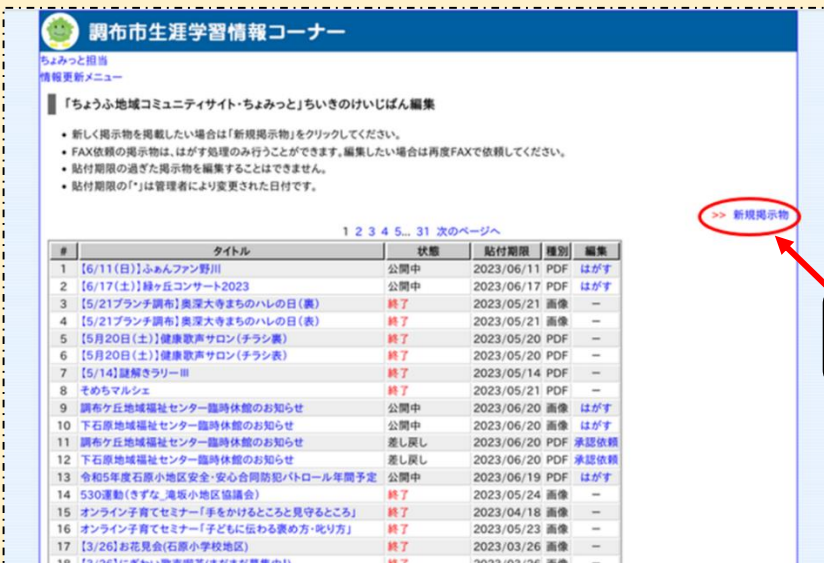 調布市生涯学習情報コーナー
ちょみっと担当
情報更新メニュー
「ちょうふ地域コミュニティサイト・ちょみっと」ちいきのけいじばん編集
• 新しく掲示物を掲載したい場合は「新規掲示物」をクリックしてください。
• FAX依頼の掲示物は、はがす処理のみ行うことができます。編集したい場合は再度FAXで依頼してください。
• 貼付期限の過ぎた掲示物を編集することはできません。
• 貼付期限の「*」は管理者により変更された日付です。
>> 新規掲示物
1 2 3 4 5... 31 次のページへ
# タイトル 状態 貼付期限 種別 編集
1 【6/11(日)】ふぁんファン野川 公開中 2023/06/11 PDF はがす
2 【6/17(土)】緑ヶ丘コンサート2023 公開中 2023/06/17 PDF はがす
3 【5/21ブランチ調布】奥深大寺まちのハレの日(裏) 終了 2023/05/21 画像 −
4 【5/21ブランチ調布】奥深大寺まちのハレの日(表) 終了 2023/05/21 画像 −
5 【5月20日(土)】健康歌声サロン(チラシ裏) 終了 2023/05/20 PDF −
6 【5月20日(土)】健康歌声サロン(チラシ表) 終了 2023/05/20 PDF −
7 【5/14】謎解きラリーⅢ 終了 2023/05/14 PDF −
8 そめちマルシェ 終了 2023/05/21 PDF −
9 調布ケ丘地域福祉センター臨時休館のお知らせ 公開中 2023/06/20 画像 はがす
10 下石原地域福祉センター臨時休館のお知らせ 公開中 2023/06/20 画像 はがす
11 調布ケ丘地域福祉センター臨時休館のお知らせ 差し戻し 2023/06/20 PDF 承認依頼
12 下石原地域福祉センター臨時休館のお知らせ 差し戻し 2023/06/20 PDF 承認依頼
13 令和5年度石原小地区安全・安心合同防犯パトロール年間予定 公開中 2023/06/19 PDF はがす
14 530運動(きずな_滝坂小地区協議会) 終了 2023/05/24 画像 −
15 オンライン子育てセミナー「手をかけるところと見守るところ」 終了 2023/04/18 画像 −
16 オンライン子育てセミナー「子どもに伝わる褒め方・叱り方」 終了 2023/05/23 画像 −
17 【3/26】お花見会(石原小学校地区) 終了 2023/03/26 画像 −